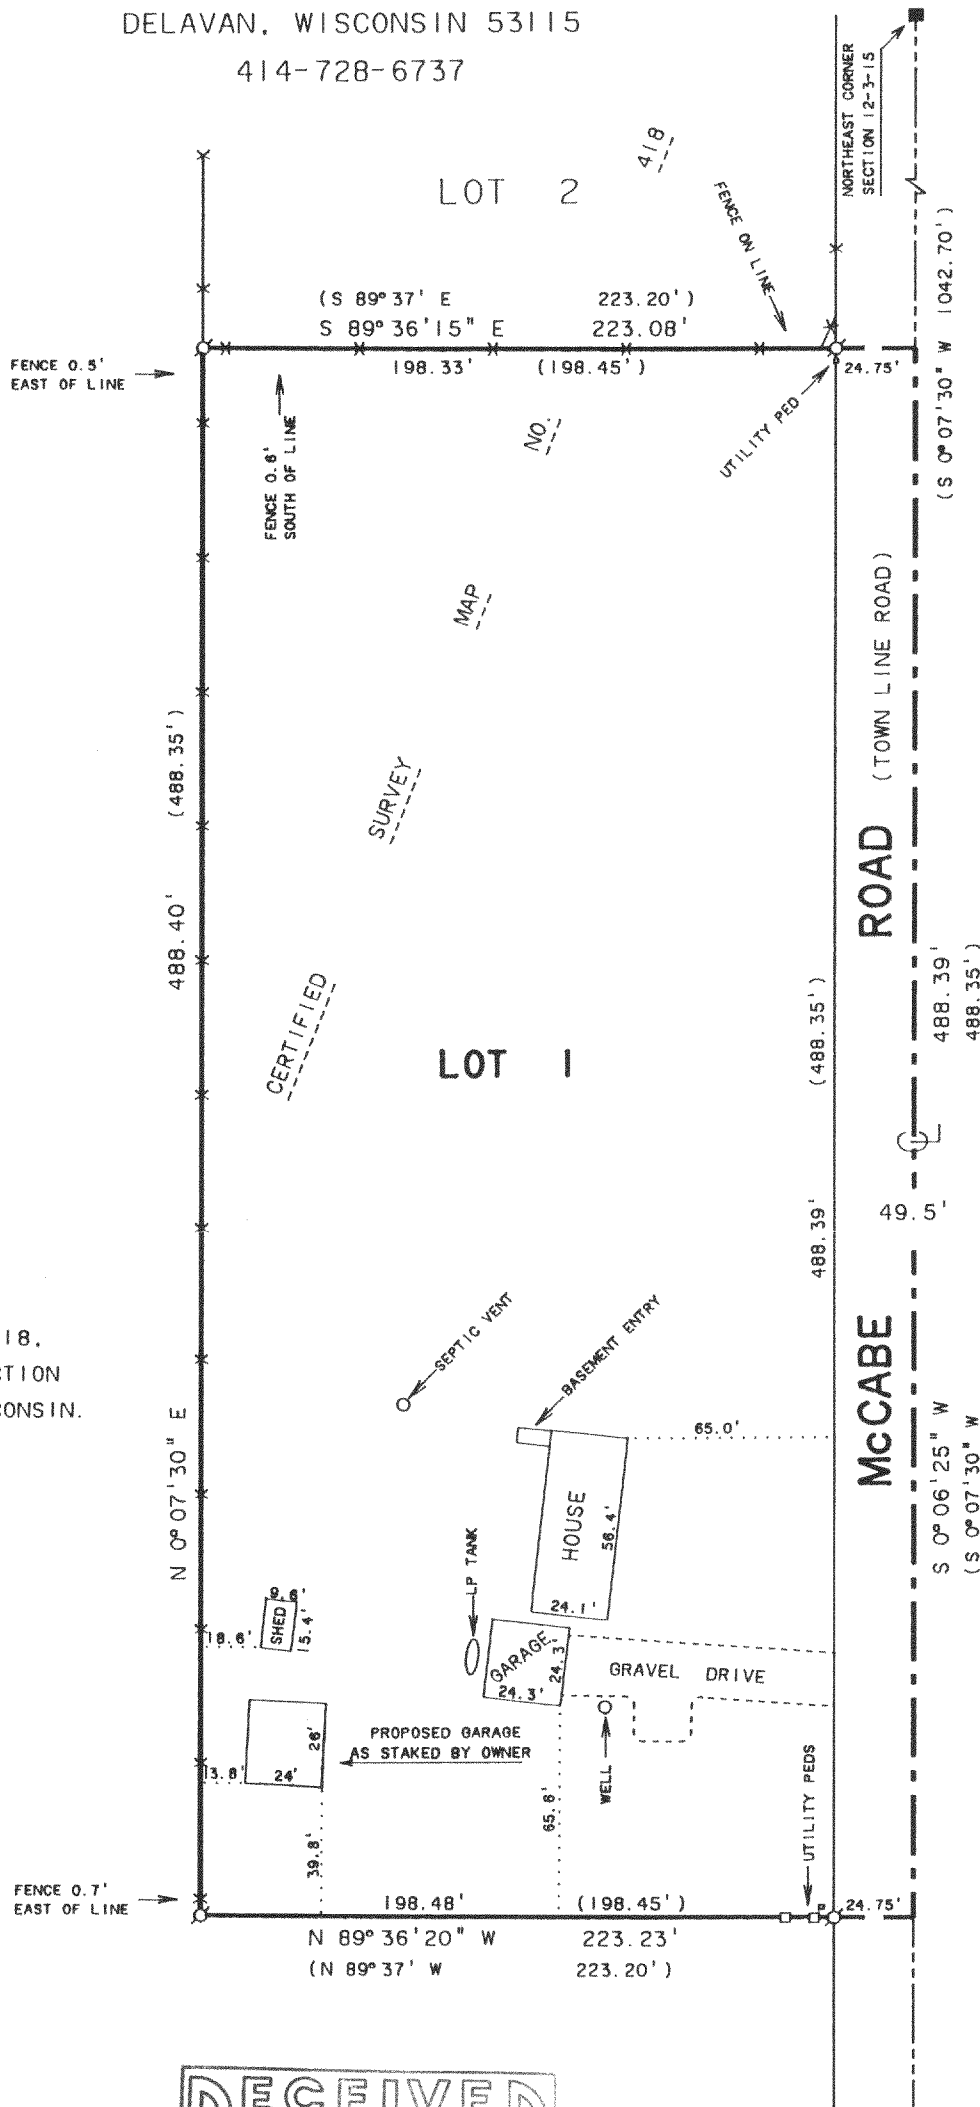 DELAVAN, WISCONSIN 53115
414-728-6737
NORTHEAST CORNER
SECTION 12-3-15
418
LOT 2
FENCE ON LINE
(S 0°07'30" W 1042.70')
(S 89°37' E 223.20')
S 89°36'15" E 223.08'
FENCE 0.5'
EAST OF LINE
198.33' (198.45')
24.75'
UTILITY PED
FENCE 0.6'
SOUTH OF LINE
NO.
MAP
SURVEY
CERTIFIED
(TOWN LINE ROAD)
ROAD
McCABE
488.40' (488.35')
N 0°07'30" E
LOT 1
488.39' (488.35')
488.39'
488.35')
49.5'
S 0°06'25" W
(S 0°07'30" W
18,
CTION
CONSIN.
SEPTIC VENT
BASEMENT ENTRY
65.0'
HOUSE
56.4'
24.1'
LP TANK
SHED
15.4'
18.6'
GARAGE
24.3'
24.3'
GRAVEL DRIVE
PROPOSED GARAGE
AS STAKED BY OWNER
26'
24'
13.8'
WELL
39.8'
UTILITY PEDS
FENCE 0.7'
EAST OF LINE
198.48' (198.45')
24.75'
N 89°36'20" W 223.23'
(N 89°37' W 223.20')
RECEIVED